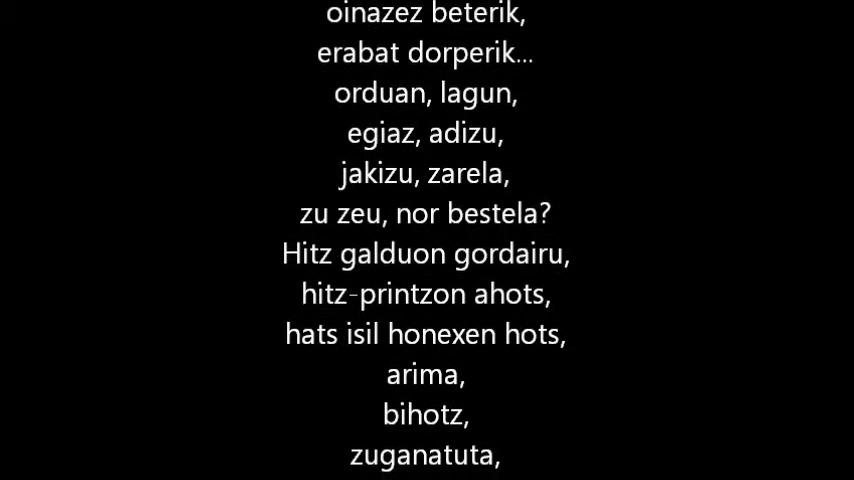 oinazez beterik,
erabat dorperik...
orduan, lagun,
egiaz, adizu,
jakizu, zarela,
zu zeu, nor bestela?
Hitz galduon gordairu,
hitz-printzon ahots,
hats isil honexen hots,
arima,
bihotz,
zuganatuta,